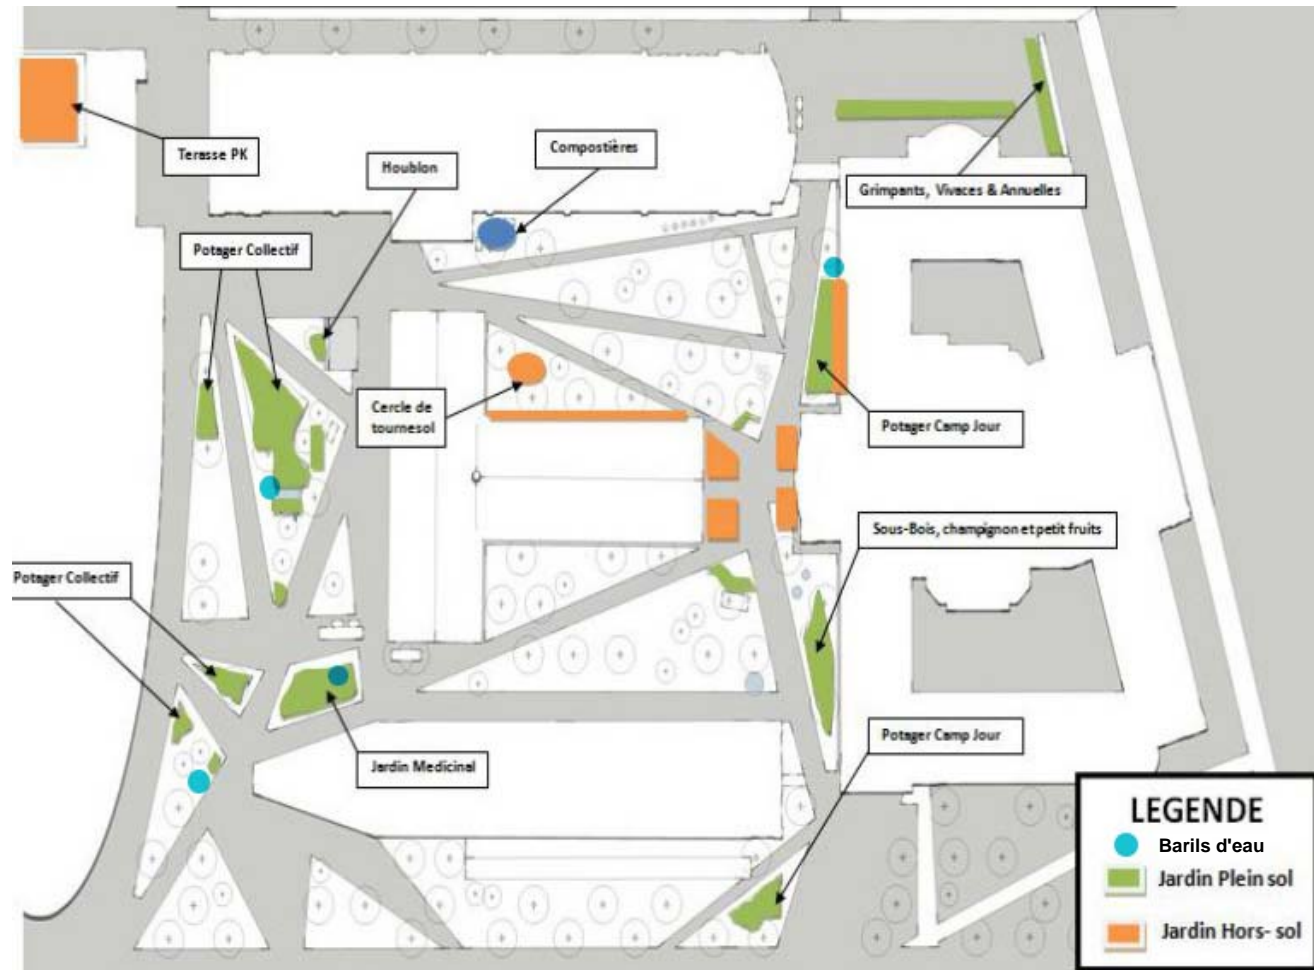 Terasse PK
Houblon
Compostières
Grimpants, Vivaces & Annuelles
Potager Collectif
Cercle de
tournesol
Potager Camp Jour
Sous-Bois, champignon et petit fruits
Potager Collectif
Jardin Medicinal
Potager Camp Jour
LEGENDE
Barils d'eau
Jardin Plein sol
Jardin Hors- sol